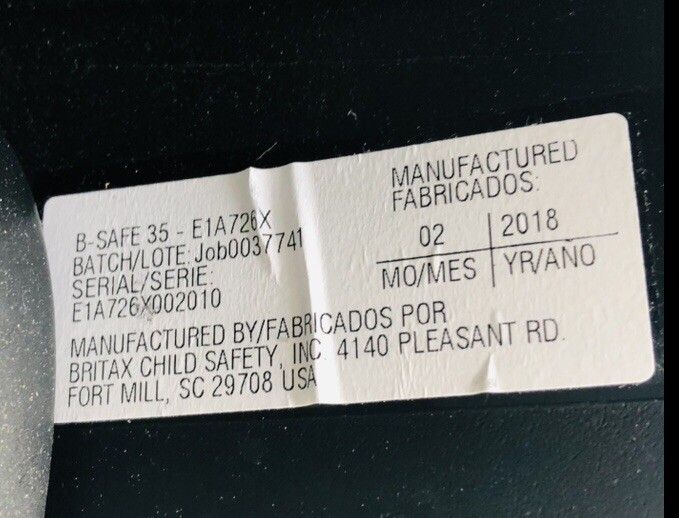 B-SAFE 35 - E1A726X
BATCH/LOTE: Job0037741
SERIAL/SERIE:
E1A726X002010
MANUFACTURED
FABRICADOS:
02 2018
MO/MES YR/AÑO
MANUFACTURED BY/FABRICADOS POR
BRITAX CHILD SAFETY, INC. 4140 PLEASANT RD.
FORT MILL, SC 29708 USA